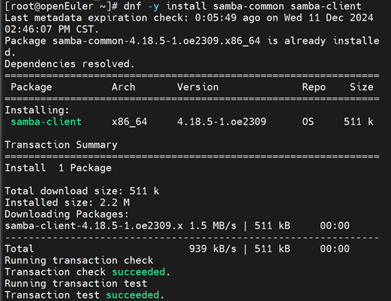 [root@openEuler ~]# dnf -y install samba-common samba-client
Last metadata expiration check: 0:05:49 ago on Wed 11 Dec 2024
02:46:07 PM CST.
Package samba-common-4.18.5-1.oe2309.x86_64 is already installe
d.
Dependencies resolved.
================================================================
Package Arch Version Repo Size
================================================================
Installing:
samba-client x86_64 4.18.5-1.oe2309 OS 511 k

Transaction Summary
================================================================
Install 1 Package

Total download size: 511 k
Installed size: 2.2 M
Downloading Packages:
samba-client-4.18.5-1.oe2309.x 1.5 MB/s | 511 kB 00:00
----------------------------------------------------------------
Total 939 kB/s | 511 kB 00:00
Running transaction check
Transaction check succeeded.
Running transaction test
Transaction test succeeded.